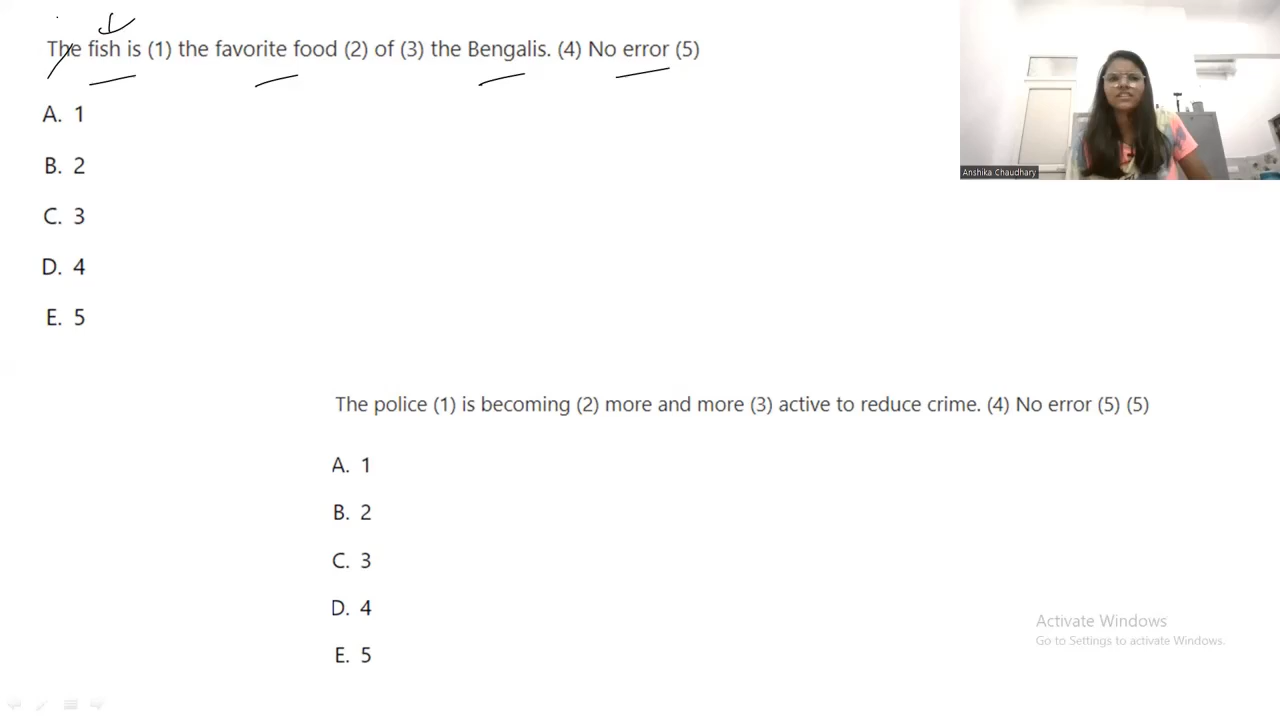 The fish is (1) the favorite food (2) of (3) the Bengalis. (4) No error (5)
A. 1
B. 2
C. 3
D. 4
E. 5
Anshika Chaudhary
The police (1) is becoming (2) more and more (3) active to reduce crime. (4) No error (5) (5)
A. 1
B. 2
C. 3
D. 4
E. 5
Activate Windows
Go to Settings to activate Windows.